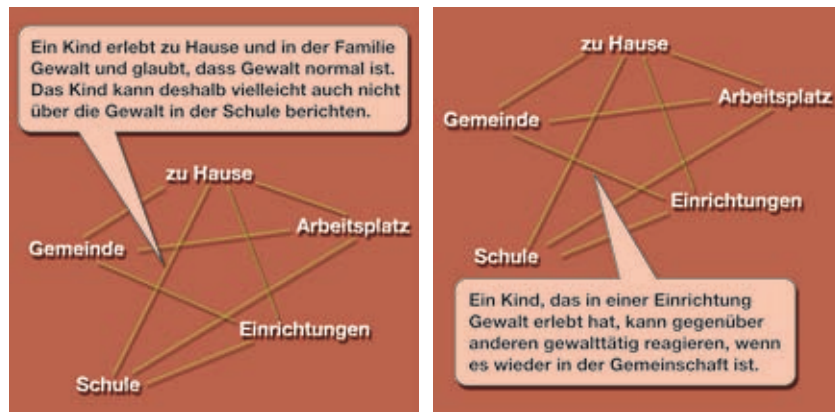 Ein Kind erlebt zu Hause und in der Familie
Gewalt und glaubt, dass Gewalt normal ist.
Das Kind kann deshalb vielleicht auch nicht
über die Gewalt in der Schule berichten.
zu Hause
Arbeitsplatz
Gemeinde
Einrichtungen
Schule
zu Hause
Arbeitsplatz
Gemeinde
Einrichtungen
Schule
Ein Kind, das in einer Einrichtung
Gewalt erlebt hat, kann gegenüber
anderen gewalttätig reagieren, wenn
es wieder in der Gemeinschaft ist.